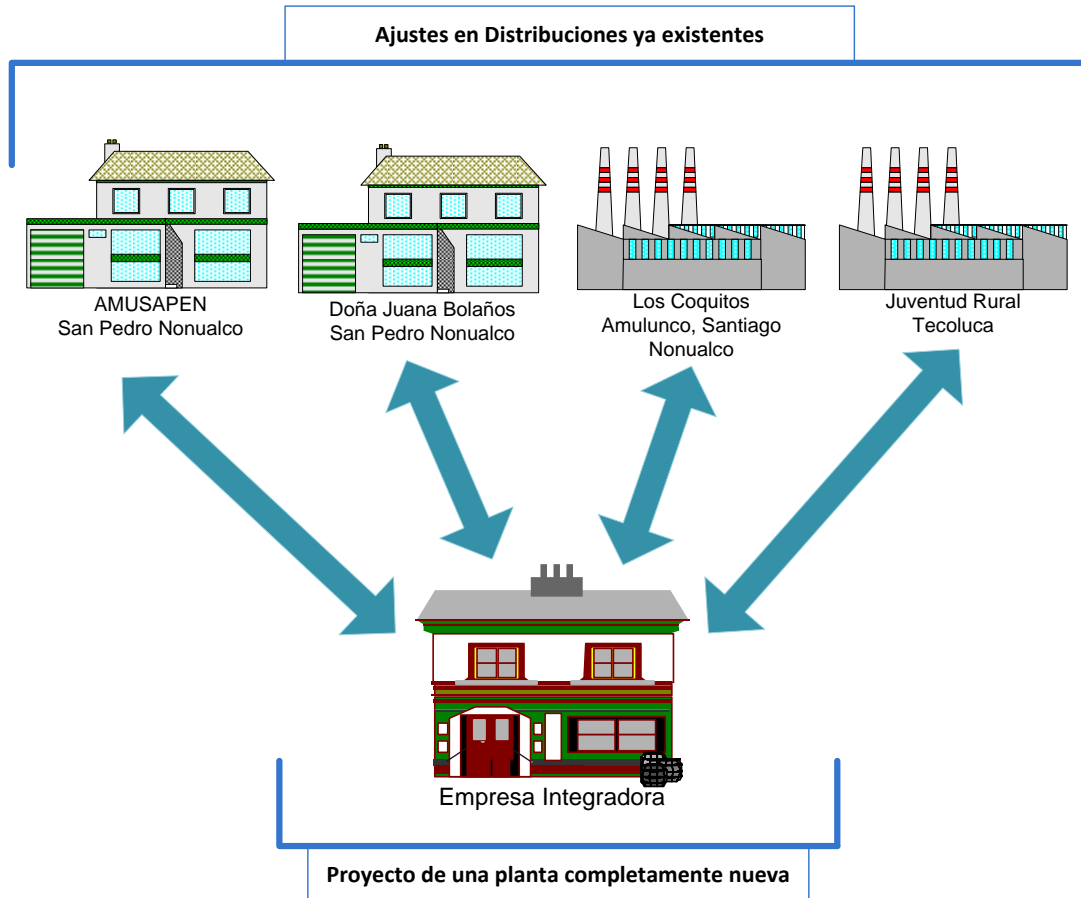 Ajustes en Distribuciones ya existentes
AMUSAPEN
San Pedro Nonualco
Doña Juana Bolaños
San Pedro Nonualco
Los Coquitos
Amulunco, Santiago
Nonualco
Juventud Rural
Tecoluca
Empresa Integradora
Proyecto de una planta completamente nueva